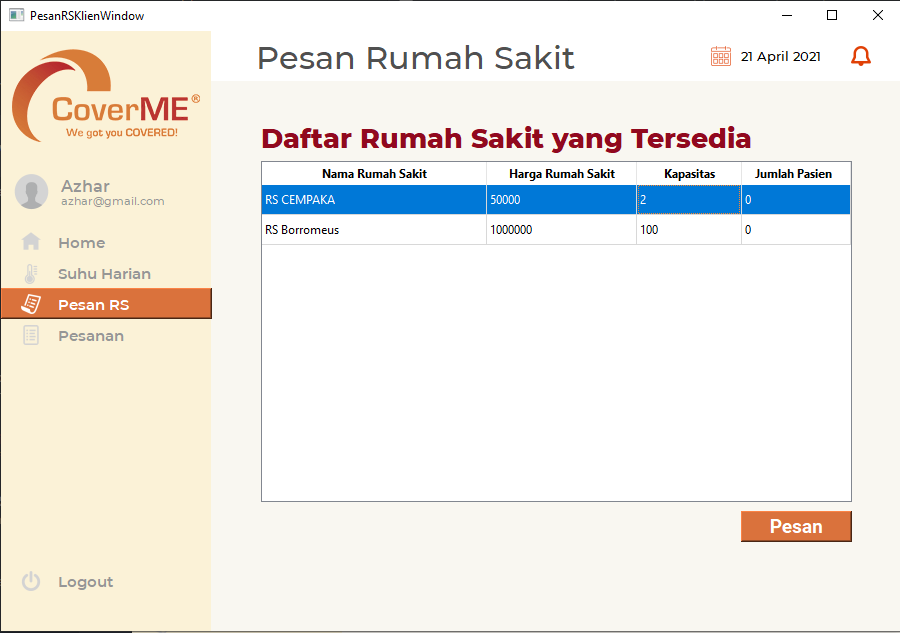 PesanRSKlienWindow
CoverME®
We got you COVERED!
Azhar
azhar@gmail.com
Home
Suhu Harian
Pesan RS
Pesanan
Logout
Pesan Rumah Sakit
21 April 2021
Daftar Rumah Sakit yang Tersedia
Nama Rumah Sakit Harga Rumah Sakit Kapasitas Jumlah Pasien
RS CEMPAKA 50000 2 0
RS Borromeus 1000000 100 0
Pesan